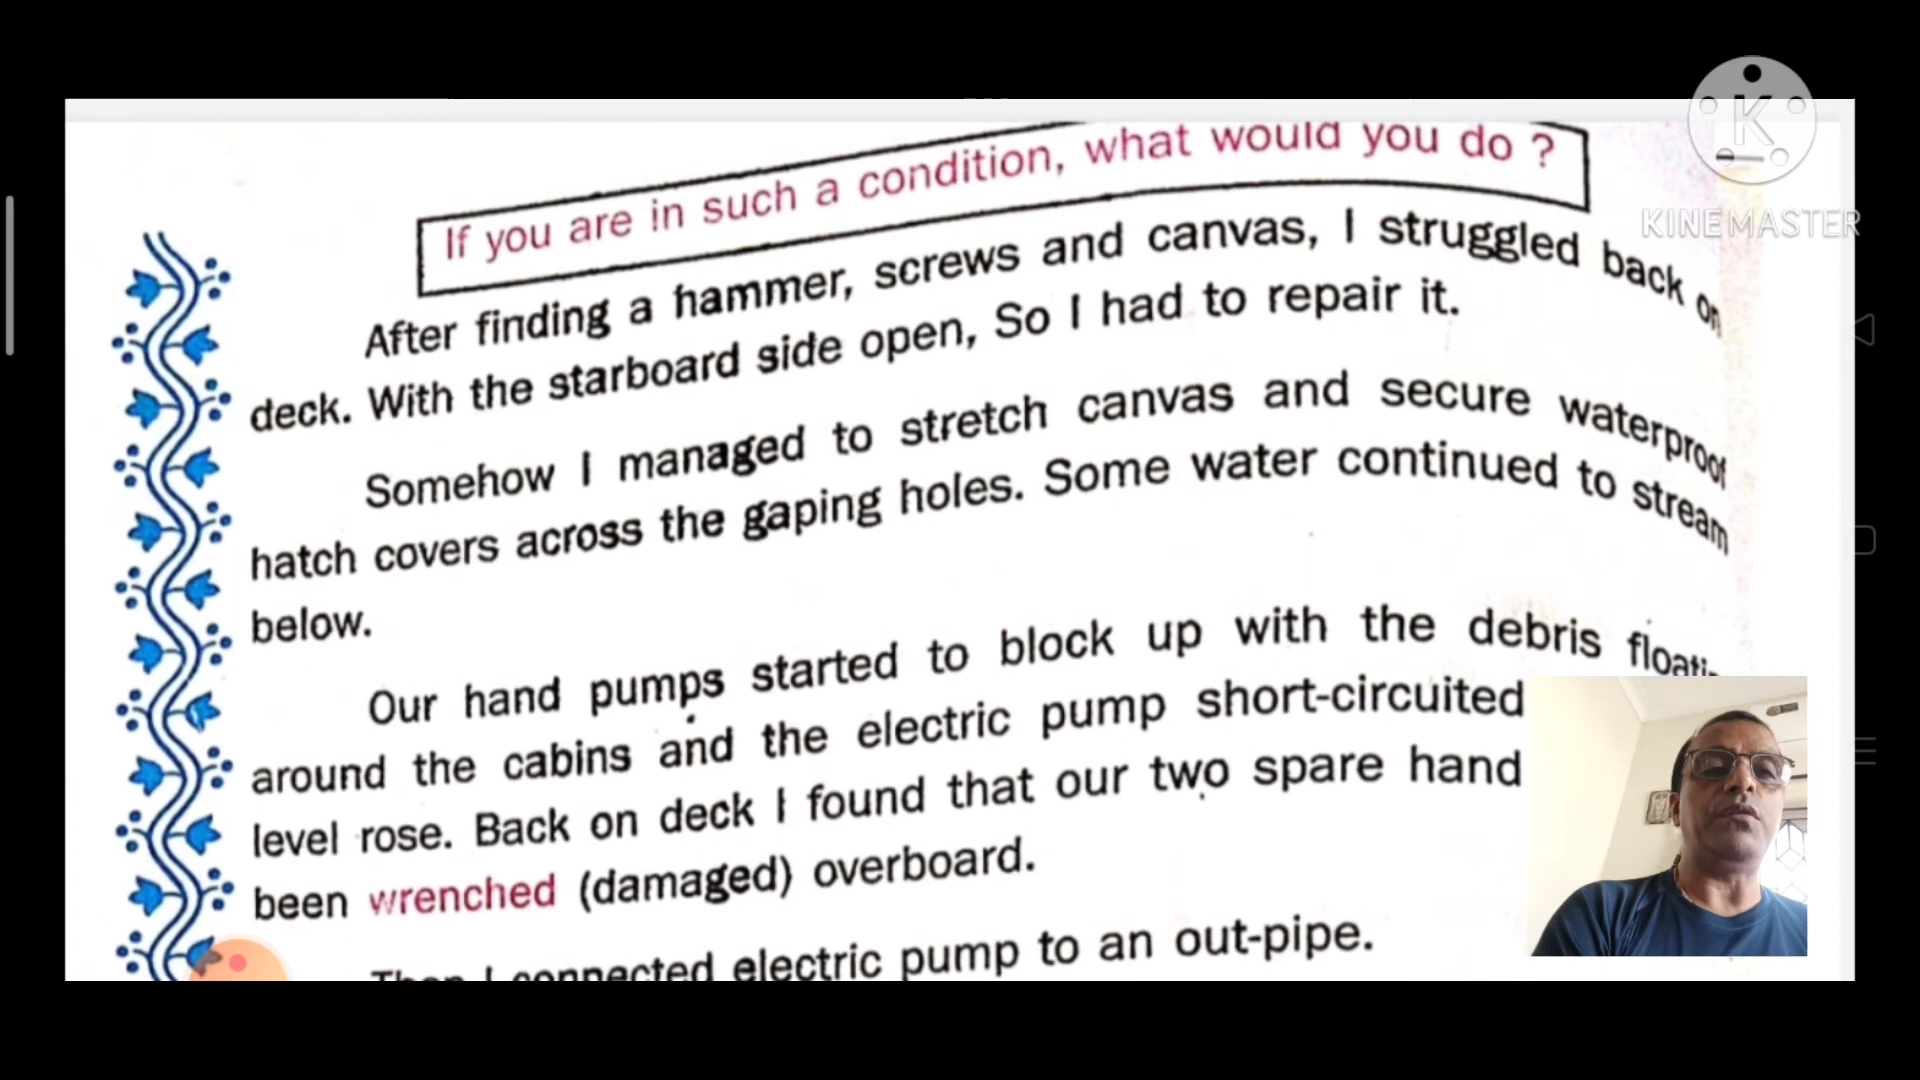 If you are in such a condition, what would you do ?
After finding a hammer, screws and canvas, I struggled back on
deck. With the starboard side open, So I had to repair it.
Somehow I managed to stretch canvas and secure waterproof
hatch covers across the gaping holes. Some water continued to stream
below.
Our hand pumps started to block up with the debris
around the cabins and the electric pump short-circuited
level rose. Back on deck I found that our two spare hand
been wrenched (damaged) overboard.
Then I connected electric pump to an out-pipe.
K
KINEMASTER